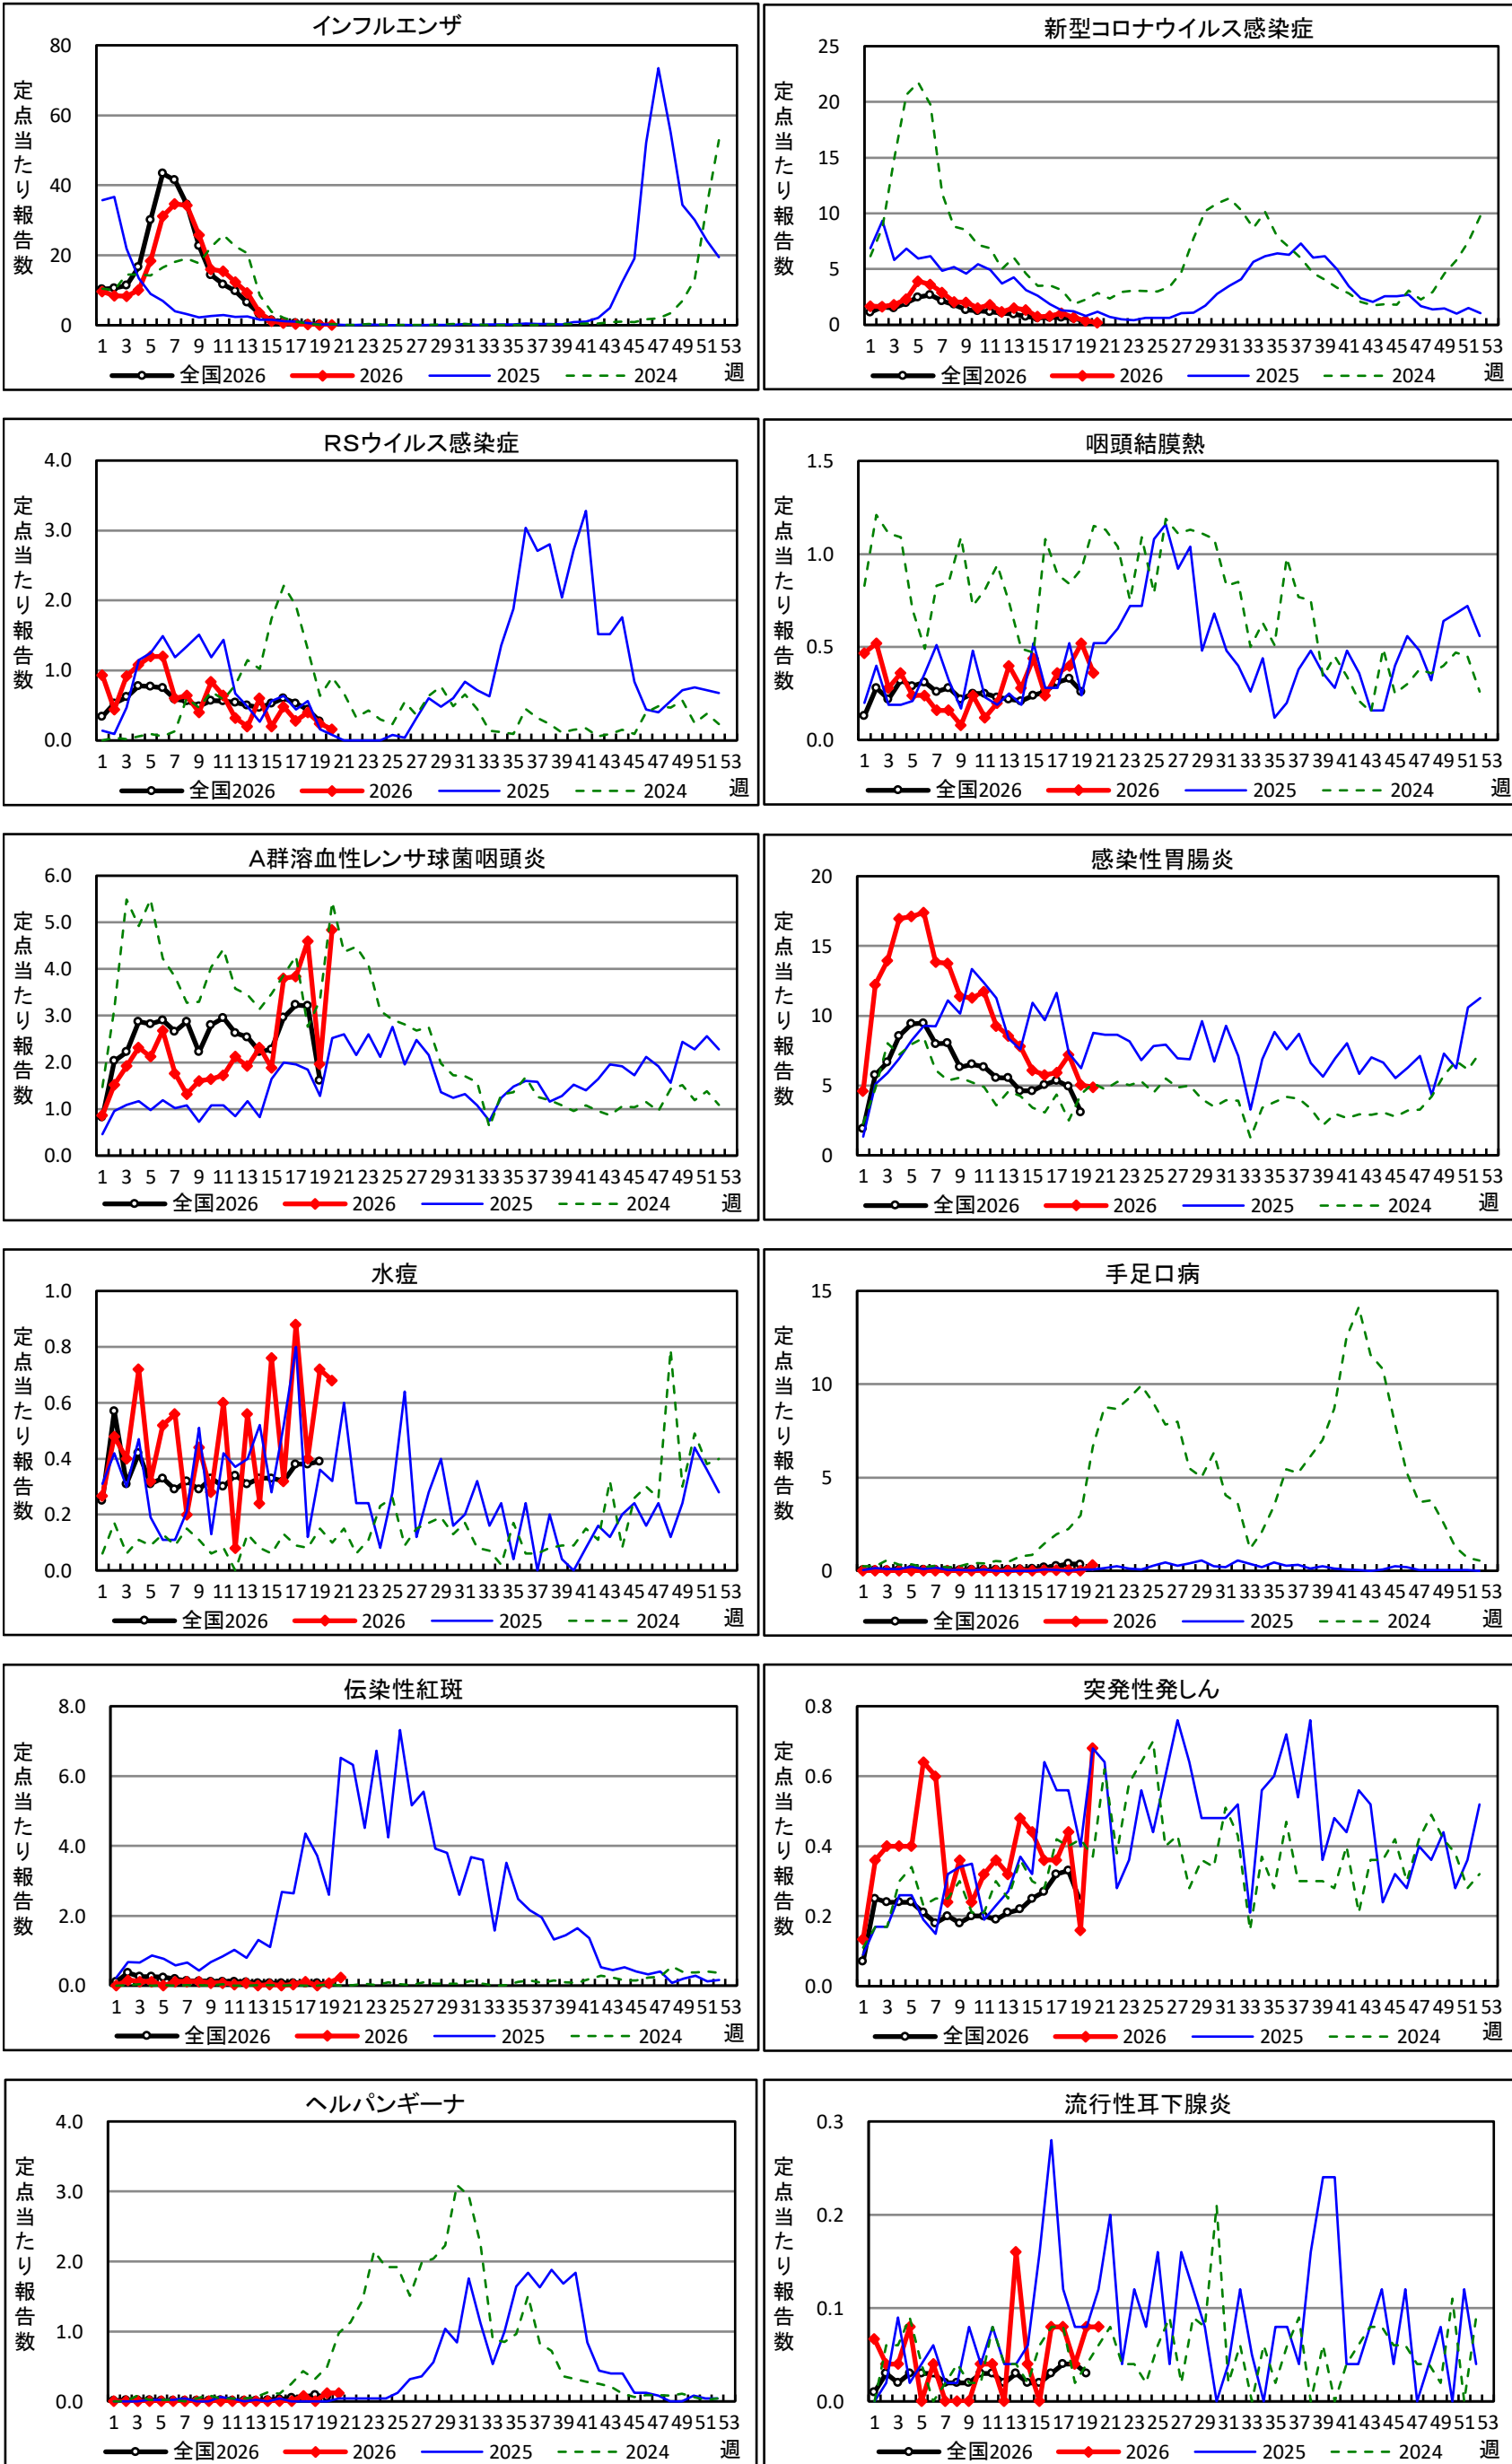 インフルエンザ
定点当たり報告数
80
60
40
20
0
1 3 5 7 9 11 13 15 17 19 21 23 25 27 29 31 33 35 37 39 41 43 45 47 49 51 53
全国2026 2026 2025 2024 週
新型コロナウイルス感染症
定点当たり報告数
25
20
15
10
5
0
1 3 5 7 9 11 13 15 17 19 21 23 25 27 29 31 33 35 37 39 41 43 45 47 49 51 53
全国2026 2026 2025 2024 週
RSウイルス感染症
定点当たり報告数
4.0
3.0
2.0
1.0
0.0
1 3 5 7 9 11 13 15 17 19 21 23 25 27 29 31 33 35 37 39 41 43 45 47 49 51 53
全国2026 2026 2025 2024 週
咽頭結膜熱
定点当たり報告数
1.5
1.0
0.5
0.0
1 3 5 7 9 11 13 15 17 19 21 23 25 27 29 31 33 35 37 39 41 43 45 47 49 51 53
全国2026 2026 2025 2024 週
A群溶血性レンサ球菌咽頭炎
定点当たり報告数
6.0
5.0
4.0
3.0
2.0
1.0
0.0
1 3 5 7 9 11 13 15 17 19 21 23 25 27 29 31 33 35 37 39 41 43 45 47 49 51 53
全国2026 2026 2025 2024 週
感染性胃腸炎
定点当たり報告数
20
15
10
5
0
1 3 5 7 9 11 13 15 17 19 21 23 25 27 29 31 33 35 37 39 41 43 45 47 49 51 53
全国2026 2026 2025 2024 週
水痘
定点当たり報告数
1.0
0.8
0.6
0.4
0.2
0.0
1 3 5 7 9 11 13 15 17 19 21 23 25 27 29 31 33 35 37 39 41 43 45 47 49 51 53
全国2026 2026 2025 2024 週
手足口病
定点当たり報告数
15
10
5
0
1 3 5 7 9 11 13 15 17 19 21 23 25 27 29 31 33 35 37 39 41 43 45 47 49 51 53
全国2026 2026 2025 2024 週
伝染性紅斑
定点当たり報告数
8.0
6.0
4.0
2.0
0.0
1 3 5 7 9 11 13 15 17 19 21 23 25 27 29 31 33 35 37 39 41 43 45 47 49 51 53
全国2026 2026 2025 2024 週
突発性発しん
定点当たり報告数
0.8
0.6
0.4
0.2
0.0
1 3 5 7 9 11 13 15 17 19 21 23 25 27 29 31 33 35 37 39 41 43 45 47 49 51 53
全国2026 2026 2025 2024 週
ヘルパンギーナ
定点当たり報告数
4.0
3.0
2.0
1.0
0.0
1 3 5 7 9 11 13 15 17 19 21 23 25 27 29 31 33 35 37 39 41 43 45 47 49 51 53
全国2026 2026 2025 2024 週
流行性耳下腺炎
定点当たり報告数
0.3
0.2
0.1
0.0
1 3 5 7 9 11 13 15 17 19 21 23 25 27 29 31 33 35 37 39 41 43 45 47 49 51 53
全国2026 2026 2025 2024 週